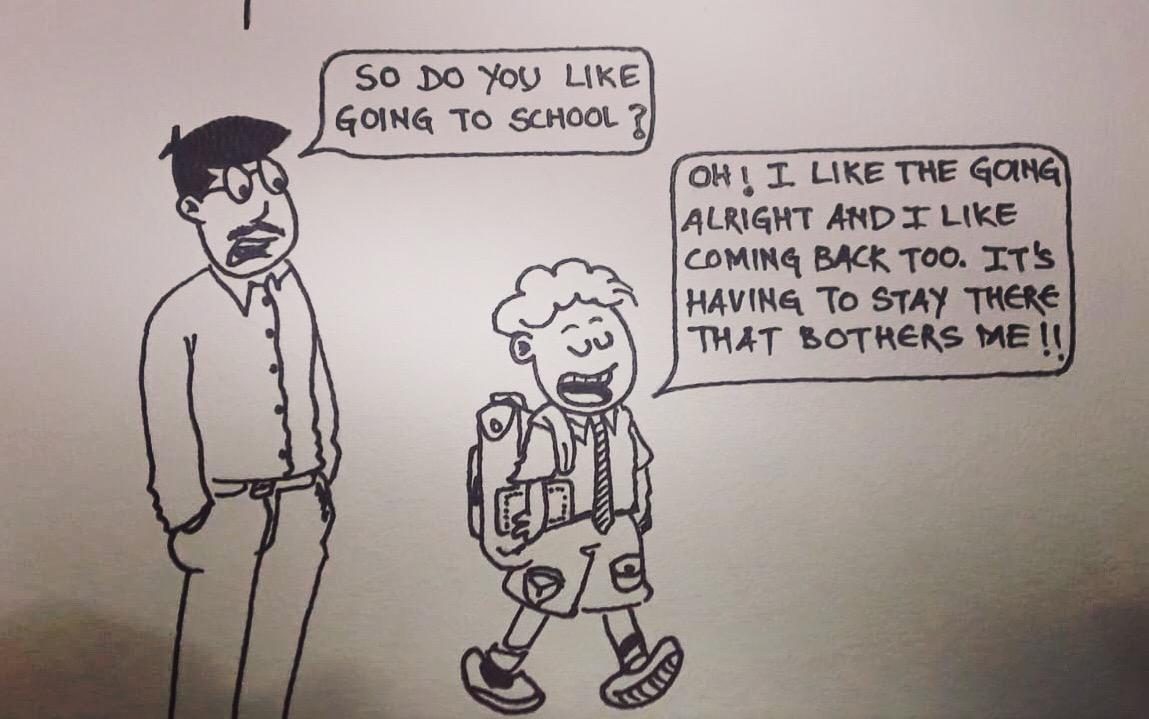 SO DO YOU LIKE
GOING TO SCHOOL?
OH! I LIKE THE GOING
ALRIGHT AND I LIKE
COMING BACK TOO. IT'S
HAVING TO STAY THERE
THAT BOTHERS ME!!